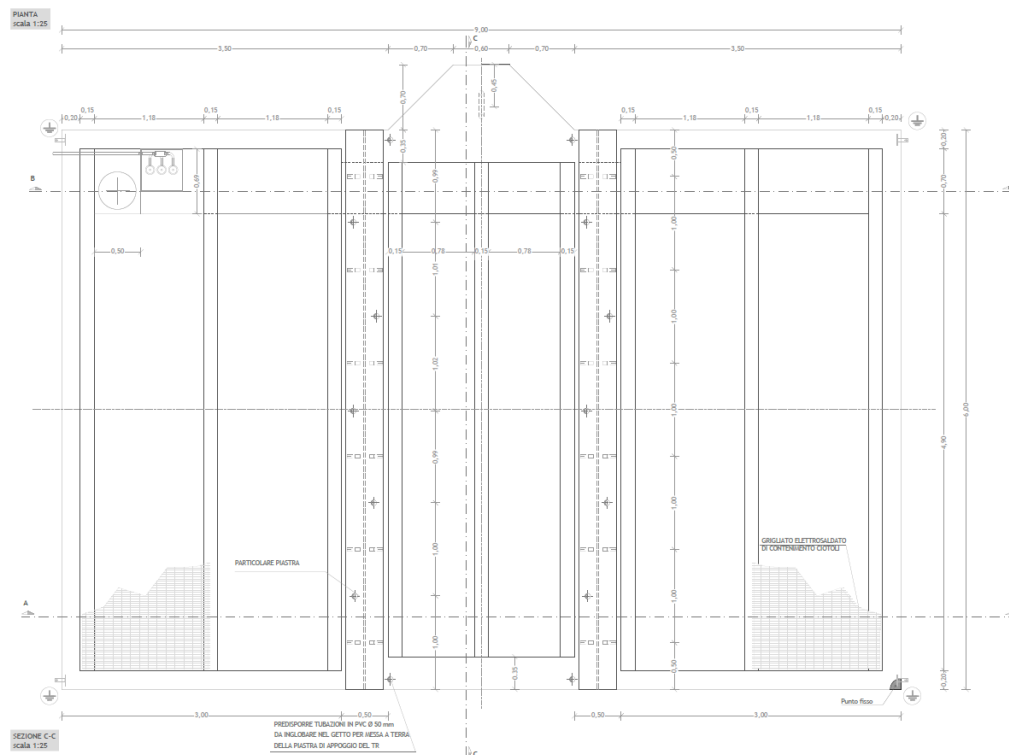 PIANTA
scala 1:25
9,00
C
3,50 0,70 0,60 0,70 3,50
0,45
0,70
0,15 0,15 0,15 0,15 0,15 0,15
0,20 1,18 1,18 1,18 1,18 0,20
0,35 0,50 0,20
B
0,69 0,99 0,70
0,50 0,15 0,78 0,15 0,78 0,15 1,00
1,01
1,00
1,02
1,00 6,00
0,99 4,90
1,00
GRIGLIATO ELETTROSALDATO
DI CONTENIMENTO CIOTOLI
1,00
PARTICOLARE PIASTRA
1,00
A
1,00
0,35 0,50 0,20
Punto fisso
3,00 0,50 0,50 3,00
PREDISPORRE TUBAZIONI IN PVC Ø 50 mm
DA INGLOBARE NEL GETTO PER MESSA A TERRA
DELLA PIASTRA DI APPOGGIO DEL TR
SEZIONE C-C
scala 1:25
C